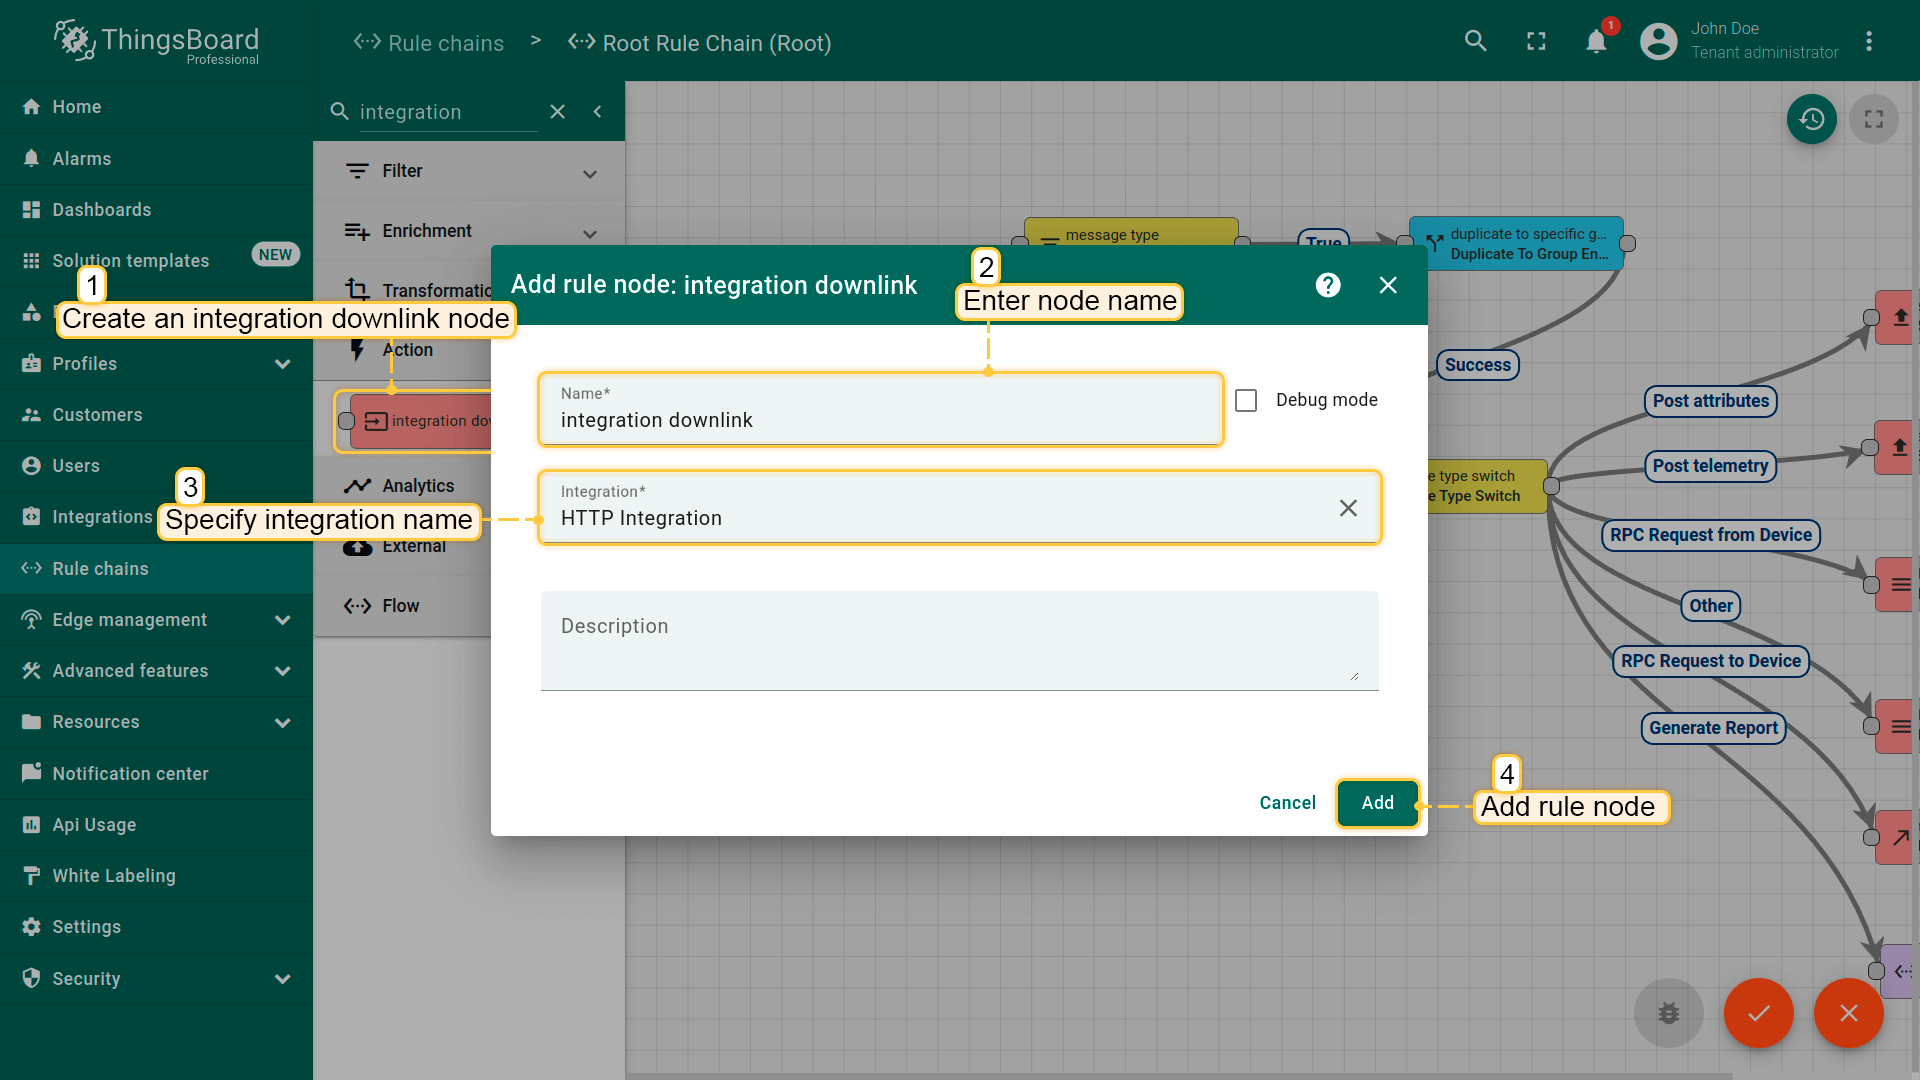 ThingsBoard
Professional
Rule chains > Root Rule Chain (Root)
1
John Doe
Tenant administrator
Home
Alarms
Dashboards
Solution templates
NEW
Profiles
Customers
Users
Integrations
Rule chains
Edge management
Advanced features
Resources
Notification center
Api Usage
White Labeling
Settings
Security
integration
Filter
Enrichment
Action
Analytics
External
Flow
1
Create an integration downlink node
3
Specify integration name
Add rule node: integration downlink
2
Enter node name
?
Name*
integration downlink
Debug mode
Integration*
HTTP Integration
Description
Cancel
Add
4
Add rule node
message type
True
duplicate to specific g...
Duplicate To Group En...
Success
Post attributes
Post telemetry
type switch
Type Switch
RPC Request from Device
Other
RPC Request to Device
Generate Report